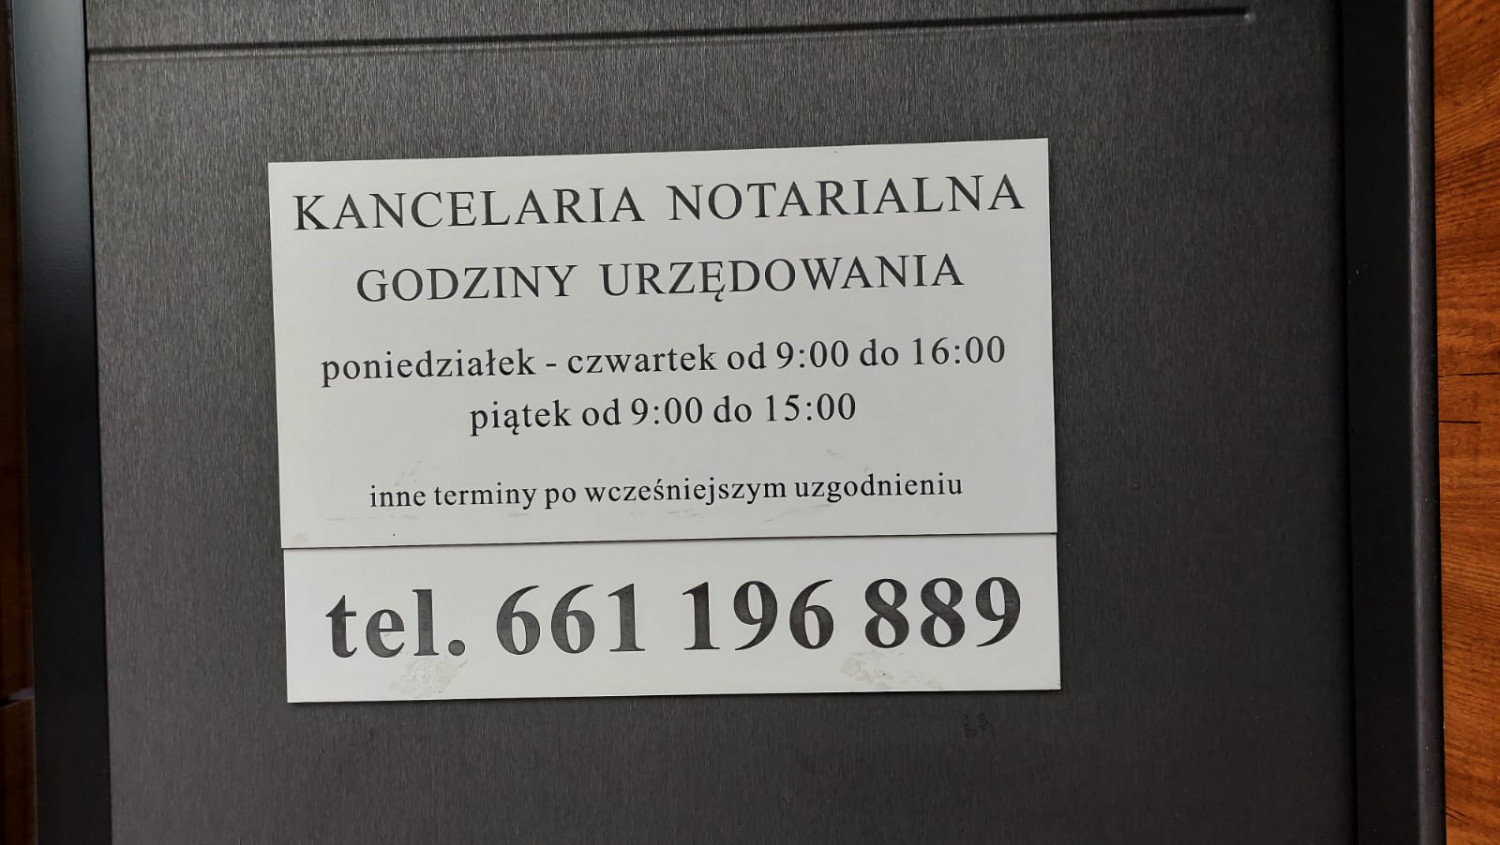 KANCELARIA NOTARIALNA
GODZINY URZĘDOWANIA
poniedziałek - czwartek od 9:00 do 16:00
piątek od 9:00 do 15:00
inne terminy po wcześniejszym uzgodnieniu
tel. 661 196 889